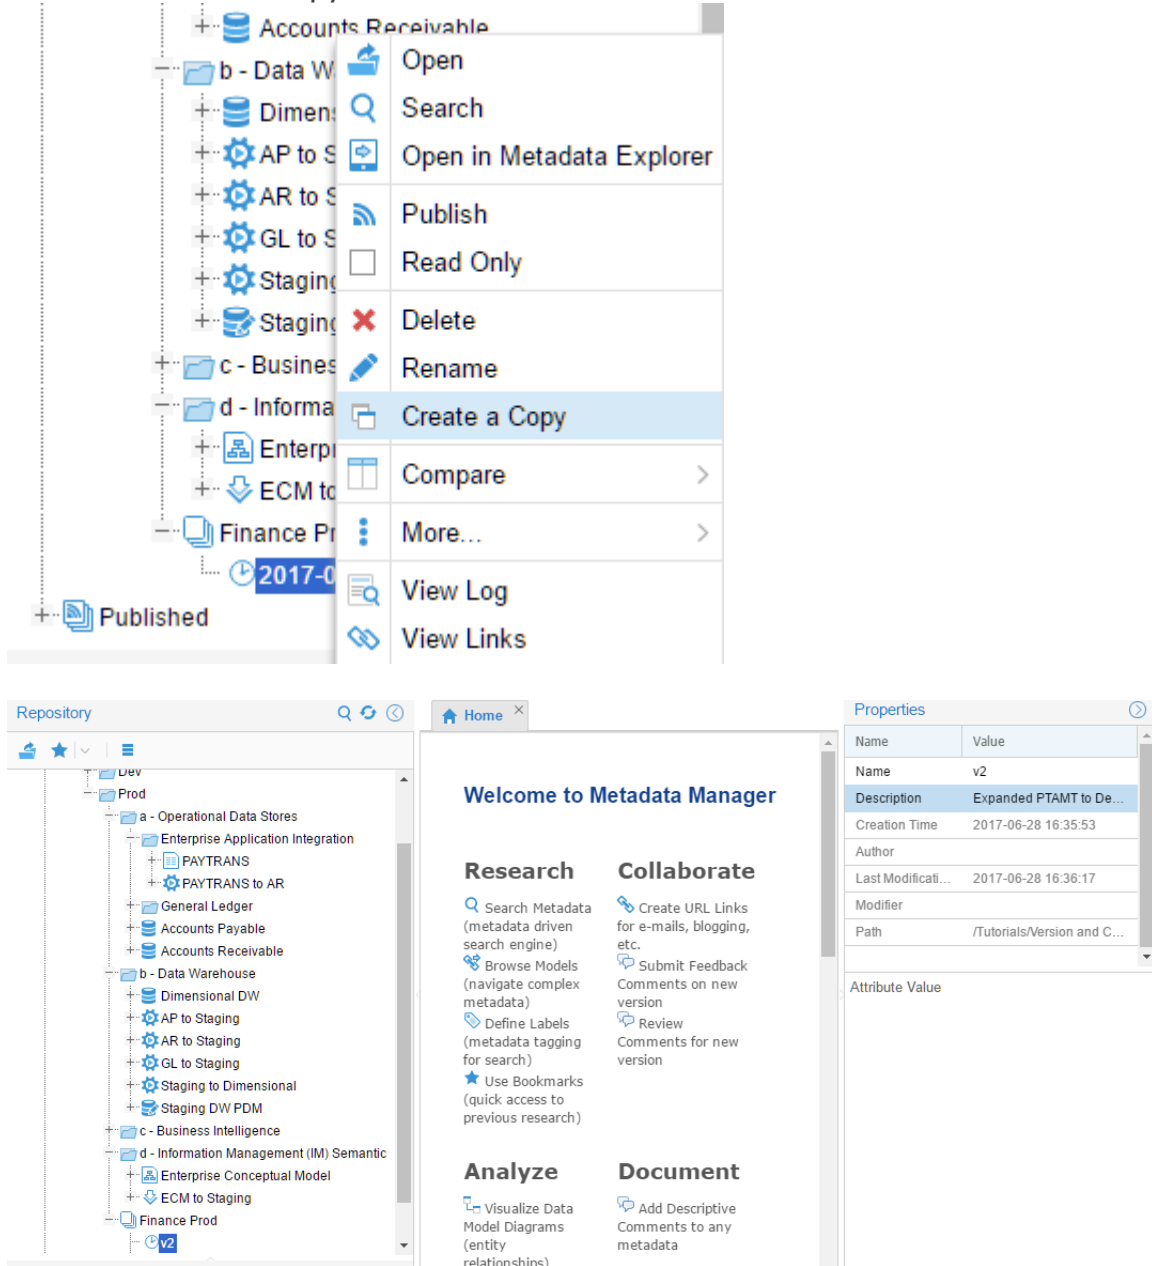 Accounts Receivable
b - Data W
Dimens
AP to S
AR to S
GL to S
Staging
Staging
c - Busines
d - Informa
Enterpr
ECM to
Finance Pr
2017-0
Published
Open
Search
Open in Metadata Explorer
Publish
Read Only
Delete
Rename
Create a Copy
Compare
More...
View Log
View Links
Repository
Dev
Prod
a - Operational Data Stores
Enterprise Application Integration
PAYTRANS
PAYTRANS to AR
General Ledger
Accounts Payable
Accounts Receivable
b - Data Warehouse
Dimensional DW
AP to Staging
AR to Staging
GL to Staging
Staging to Dimensional
Staging DW PDM
c - Business Intelligence
d - Information Management (IM) Semantic
Enterprise Conceptual Model
ECM to Staging
Finance Prod
v2
Home
Welcome to Metadata Manager
Research
Search Metadata
(metadata driven
search engine)
Browse Models
(navigate complex
metadata)
Define Labels
(metadata tagging
for search)
Use Bookmarks
(quick access to
previous research)
Collaborate
Create URL Links
for e-mails, blogging,
etc.
Submit Feedback
Comments on new
version
Review
Comments for new
version
Analyze
Visualize Data
Model Diagrams
(entity
relationships)
Document
Add Descriptive
Comments to any
metadata
Properties
Name Value
Name v2
Description Expanded PTAMT to De...
Creation Time 2017-06-28 16:35:53
Author
Last Modificati... 2017-06-28 16:36:17
Modifier
Path /Tutorials/Version and C...
Attribute Value